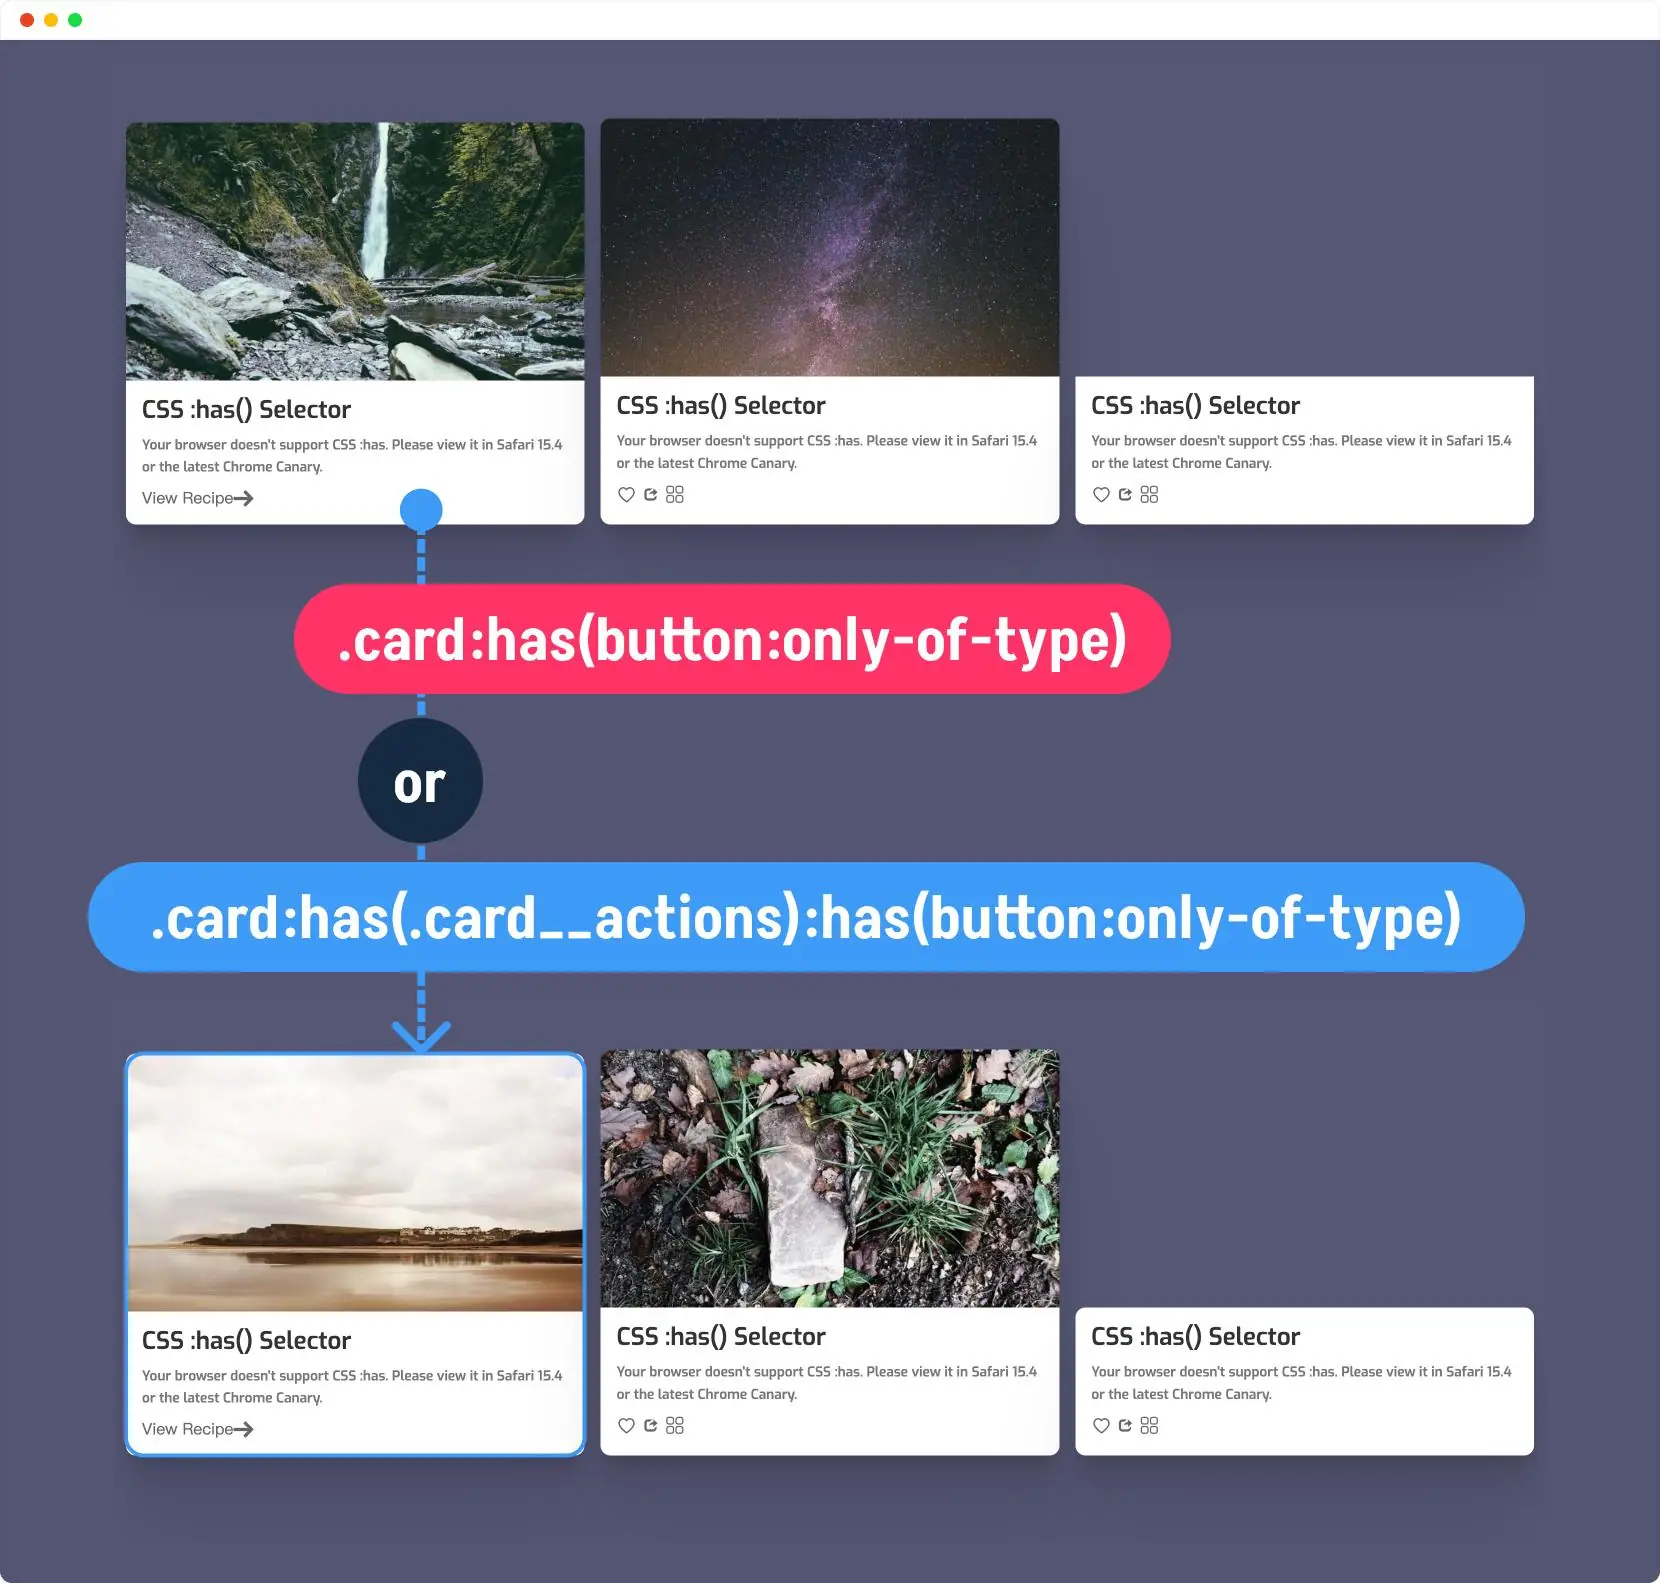 CSS :has() Selector
Your browser doesn't support CSS :has. Please view it in Safari 15.4
or the latest Chrome Canary.
View Recipe
CSS :has() Selector
Your browser doesn't support CSS :has. Please view it in Safari 15.4
or the latest Chrome Canary.
CSS :has() Selector
Your browser doesn't support CSS :has. Please view it in Safari 15.4
or the latest Chrome Canary.
.card:has(button:only-of-type)
or
.card:has(.card__actions):has(button:only-of-type)
CSS :has() Selector
Your browser doesn't support CSS :has. Please view it in Safari 15.4
or the latest Chrome Canary.
View Recipe
CSS :has() Selector
Your browser doesn't support CSS :has. Please view it in Safari 15.4
or the latest Chrome Canary.
CSS :has() Selector
Your browser doesn't support CSS :has. Please view it in Safari 15.4
or the latest Chrome Canary.